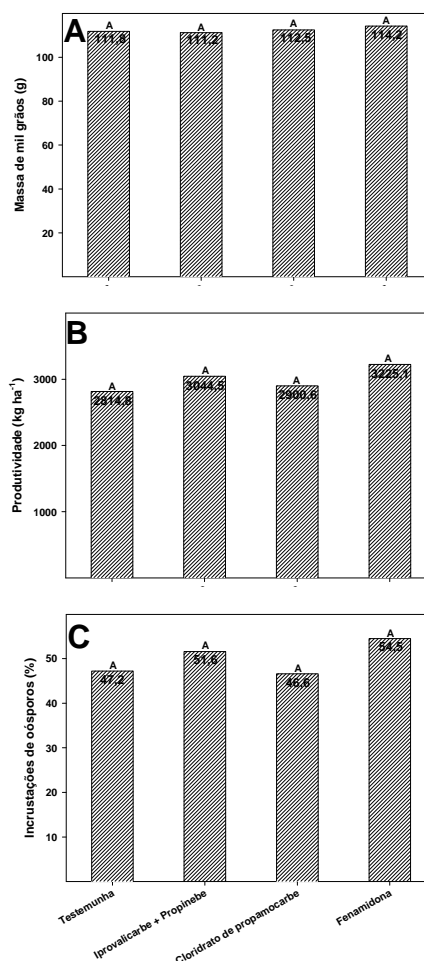 A
Massa de mil grãos (g)
100
80
60
40
20
A
A
A
A
111,8
111,2
112,5
114,2
-
-
-
-
B
Produtividade (kg ha-1)
3000
2000
1000
A
A
A
A
2814,8
3044,5
2900,6
3225,1
-
-
C
Incrustações de oósporos (%)
50
40
30
20
10
A
A
A
A
47,2
51,6
46,6
54,5
Testemunha
Iprovalicarbe + Propinebe
Cloridrato de propamocarbe
Fenamidona